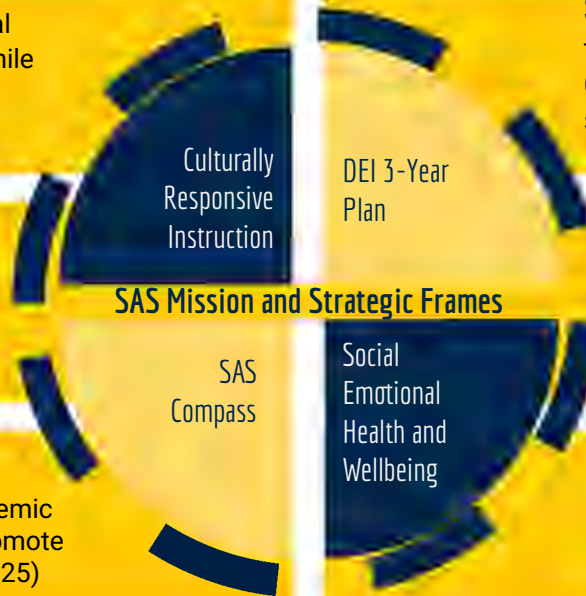 al
hile
Culturally
Responsive
Instruction
DEI 3-Year
Plan
SAS Mission and Strategic Frames
SAS
Compass
Social
Emotional
Health and
Wellbeing
emic
omote
25)